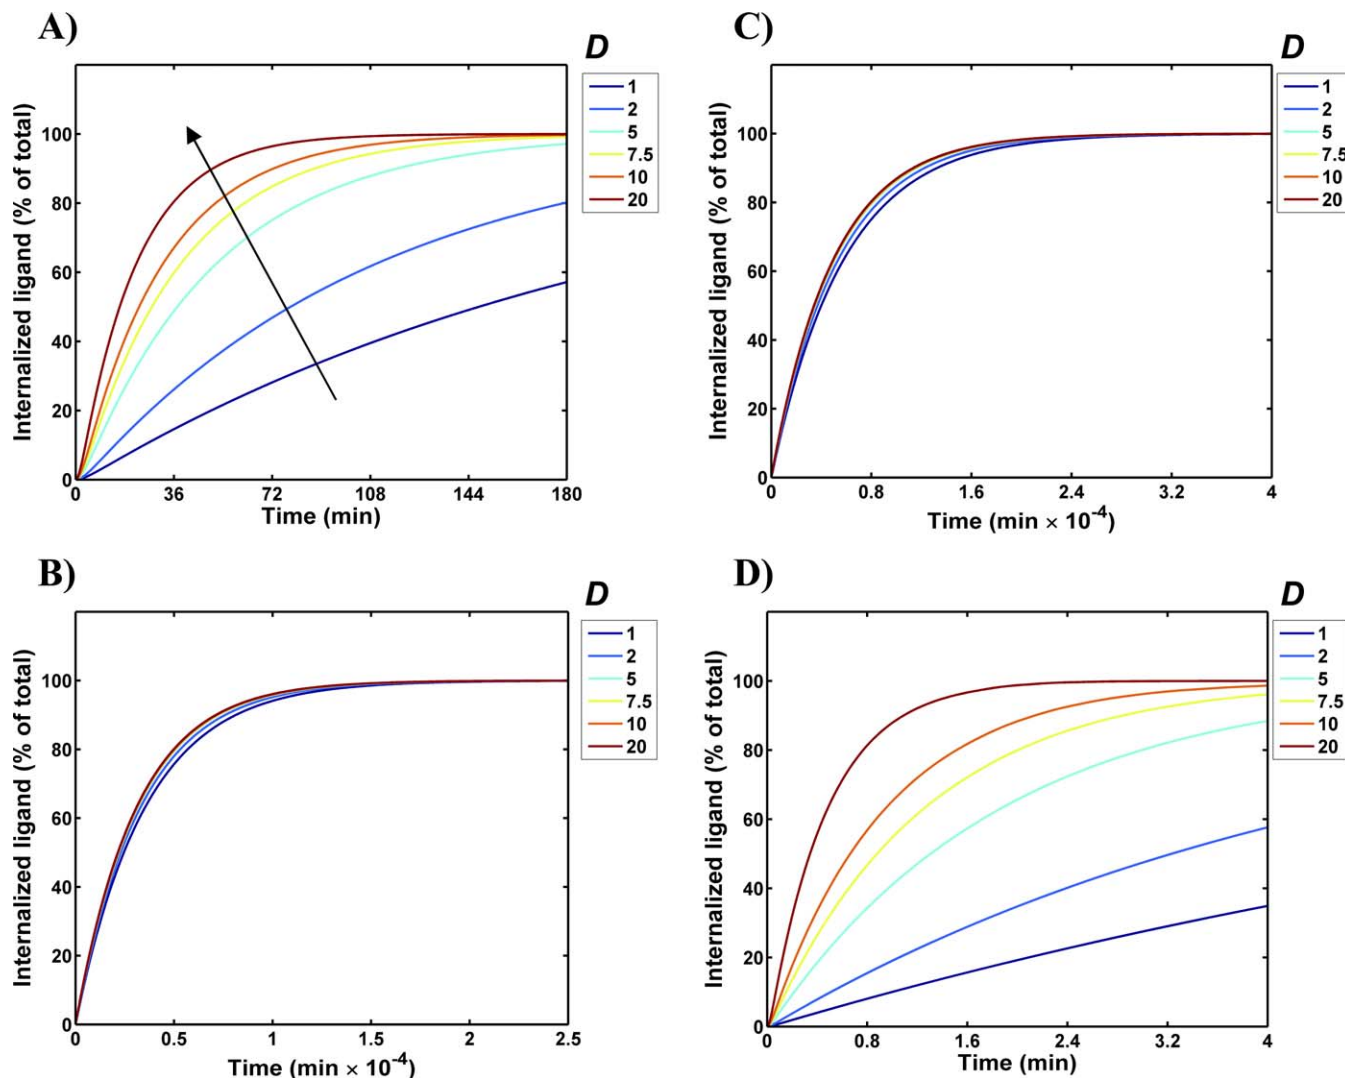 A)
D
1
2
5
7.5
10
20
Internalized ligand (% of total)
100
80
60
40
20
0
0 36 72 108 144 180
Time (min)
B)
D
1
2
5
7.5
10
20
Internalized ligand (% of total)
100
80
60
40
20
0
0 0.5 1 1.5 2 2.5
Time (min × 10⁻⁴)
C)
D
1
2
5
7.5
10
20
Internalized ligand (% of total)
100
80
60
40
20
0
0 0.8 1.6 2.4 3.2 4
Time (min × 10⁻⁴)
D)
D
1
2
5
7.5
10
20
Internalized ligand (% of total)
100
80
60
40
20
0
0 0.8 1.6 2.4 3.2 4
Time (min)